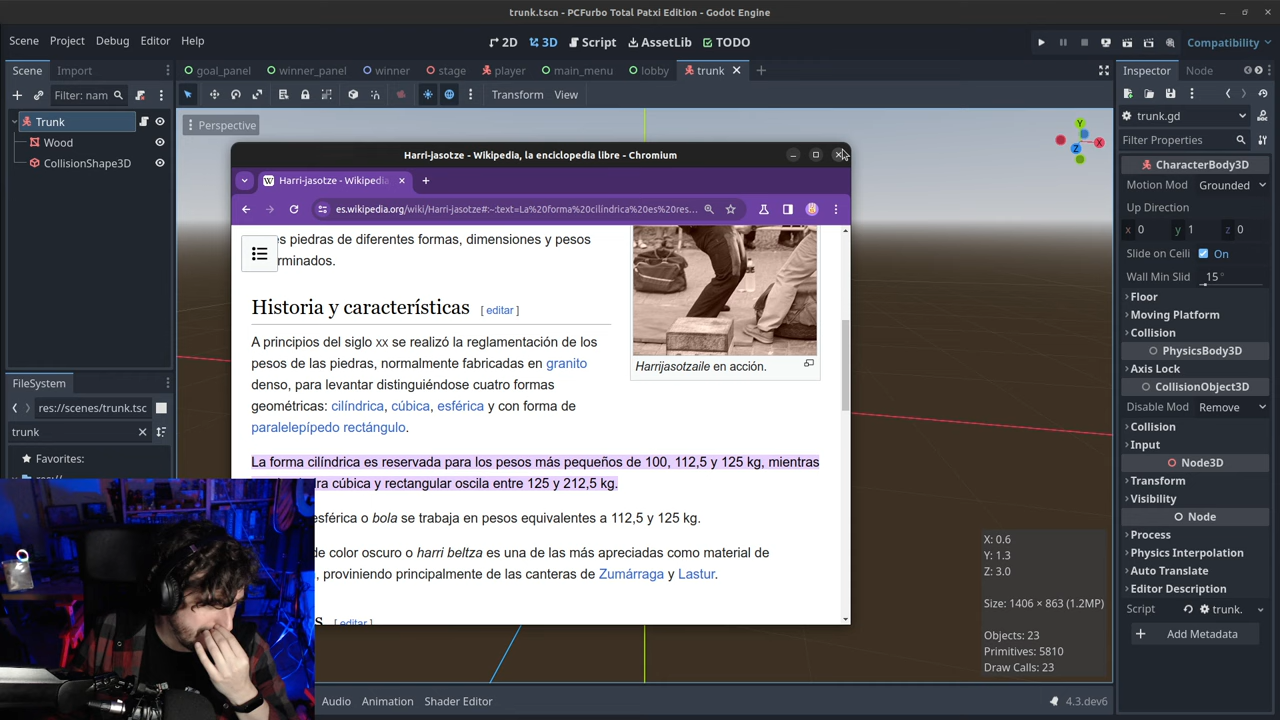 trunk.tscn - PCFurbo Total Patxi Edition - Godot Engine
Scene Project Debug Editor Help
2D 3D Script AssetLib TODO
Compatibility
Scene Import
goal_panel winner_panel winner stage player main_menu lobby trunk
Inspector Node
Filter: nam
Transform View
trunk.gd
Filter Properties
Trunk
Wood
CollisionShape3D
Perspective
Harri-jasotze - Wikipedia, la enciclopedia libre - Chromium
Harri-jasotze - Wikipedia
es.wikipedia.org/wiki/Harri-jasotze#:~:text=La%20forma%20cilíndrica%20es%20res...
es piedras de diferentes formas, dimensiones y pesos
erminados.
Historia y características [ editar ]
A principios del siglo XX se realizó la reglamentación de los
pesos de las piedras, normalmente fabricadas en granito
denso, para levantar distinguiéndose cuatro formas
geométricas: cilíndrica, cúbica, esférica y con forma de
paralelepípedo rectángulo.
Harrijasotzaile en acción.
La forma cilíndrica es reservada para los pesos más pequeños de 100, 112,5 y 125 kg, mientras
ra cúbica y rectangular oscila entre 125 y 212,5 kg.
esférica o bola se trabaja en pesos equivalentes a 112,5 y 125 kg.
de color oscuro o harri beltza es una de las más apreciadas como material de
, proviniendo principalmente de las canteras de Zumárraga y Lastur.
[ editar ]
FileSystem
res://scenes/trunk.tsc
trunk
Favorites:
res://
CharacterBody3D
Motion Mod Grounded
Up Direction
x 0 y 1 z 0
Slide on Ceili On
Wall Min Slid 15°
Floor
Moving Platform
Collision
PhysicsBody3D
Axis Lock
CollisionObject3D
Disable Mod Remove
Collision
Input
Node3D
Transform
Visibility
Node
Process
Physics Interpolation
Auto Translate
Editor Description
Script trunk.
Add Metadata
X: 0.6
Y: 1.3
Z: 3.0
Size: 1406 × 863 (1.2MP)
Objects: 23
Primitives: 5810
Draw Calls: 23
Audio Animation Shader Editor
4.3.dev6